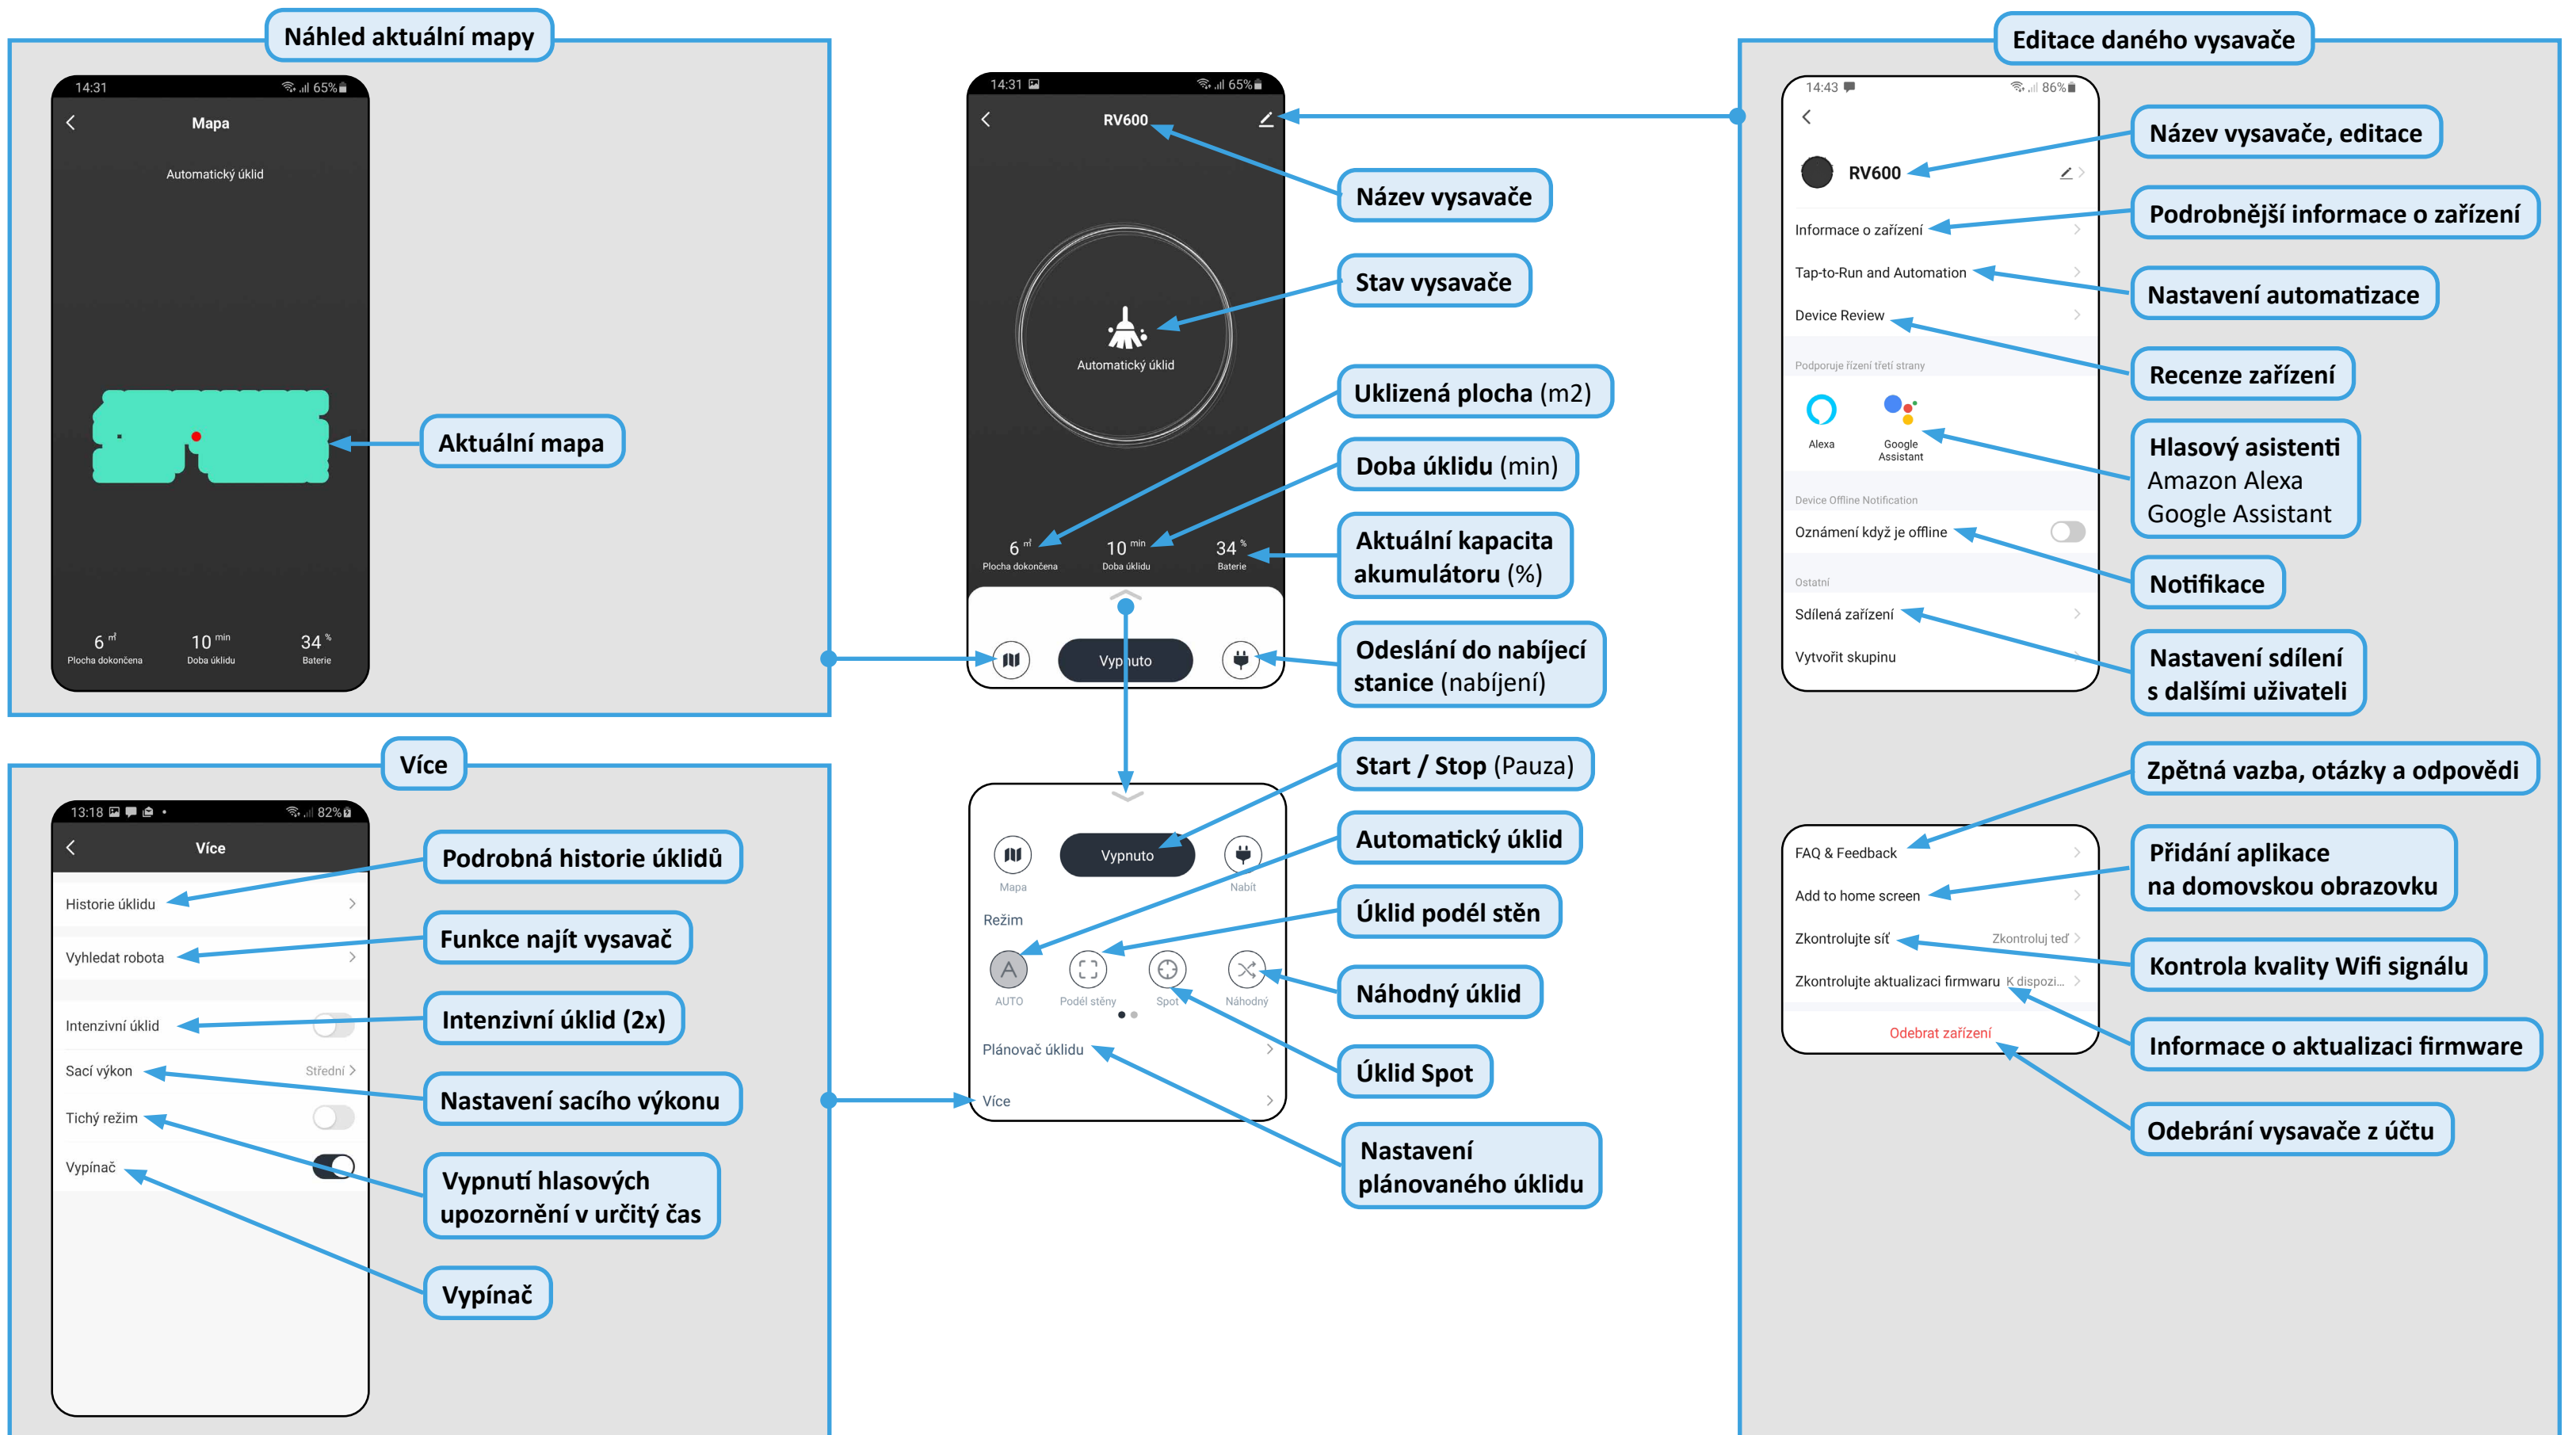 Náhled aktuální mapy
14:31
65%
Mapa
Automatický úklid
Aktuální mapa
6 ㎡
10 min
34 %
Plocha dokončena
Doba úklidu
Baterie
Více
13:18
82%
Více
Historie úklidu
Vyhledat robota
Intenzivní úklid
Sací výkon
Střední
Tichý režim
Vypínač
Podrobná historie úklidů
Funkce najít vysavač
Intenzivní úklid (2x)
Nastavení sacího výkonu
Vypnutí hlasových
upozornění v určitý čas
Vypínač
14:31
65%
RV600
Automatický úklid
6 ㎡
10 min
34 %
Plocha dokončena
Doba úklidu
Baterie
Vypnuto
Název vysavače
Stav vysavače
Uklizená plocha (m2)
Doba úklidu (min)
Aktuální kapacita
akumulátoru (%)
Odeslání do nabíjecí
stanice (nabíjení)
Vypnuto
Mapa
Nabít
Režim
AUTO
Podél stěny
Spot
Náhodný
Plánovač úklidu
Více
Start / Stop (Pauza)
Automatický úklid
Úklid podél stěn
Náhodný úklid
Úklid Spot
Nastavení
plánovaného úklidu
Editace daného vysavače
14:43
86%
RV600
Informace o zařízení
Tap-to-Run and Automation
Device Review
Podporuje řízení třetí strany
Alexa
Google
Assistant
Device Offline Notification
Oznámení když je offline
Ostatní
Sdílená zařízení
Vytvořit skupinu
Název vysavače, editace
Podrobnější informace o zařízení
Nastavení automatizace
Recenze zařízení
Hlasový asistenti
Amazon Alexa
Google Assistant
Notifikace
Nastavení sdílení
s dalšími uživateli
FAQ & Feedback
Add to home screen
Zkontrolujte síť
Zkontroluj teď
Zkontrolujte aktualizaci firmwaru
K dispozi...
Odebrat zařízení
Zpětná vazba, otázky a odpovědi
Přidání aplikace
na domovskou obrazovku
Kontrola kvality Wifi signálu
Informace o aktualizaci firmware
Odebrání vysavače z účtu